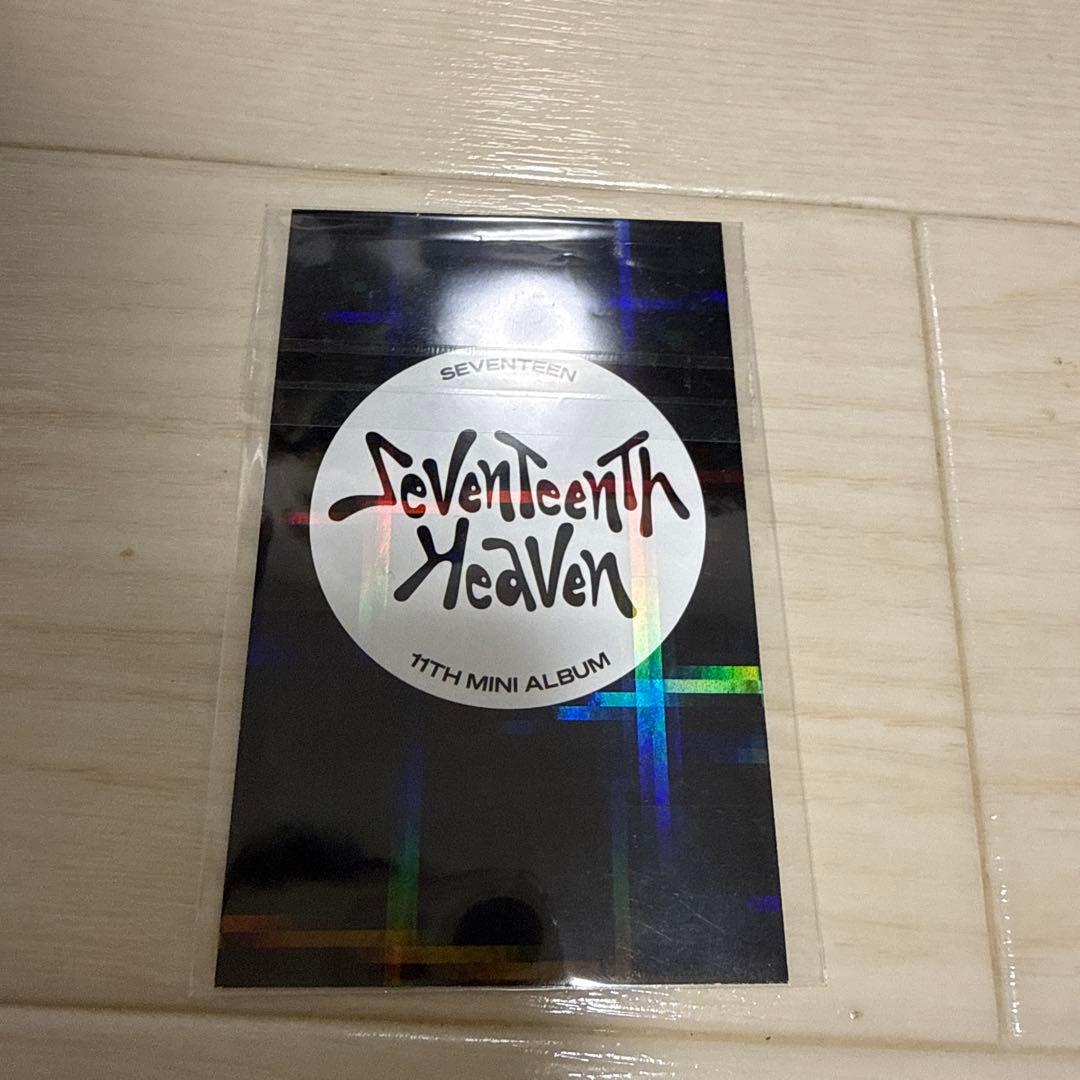 SEVENTEEN
SevenTeenTh
Heaven
11TH MINI ALBUM